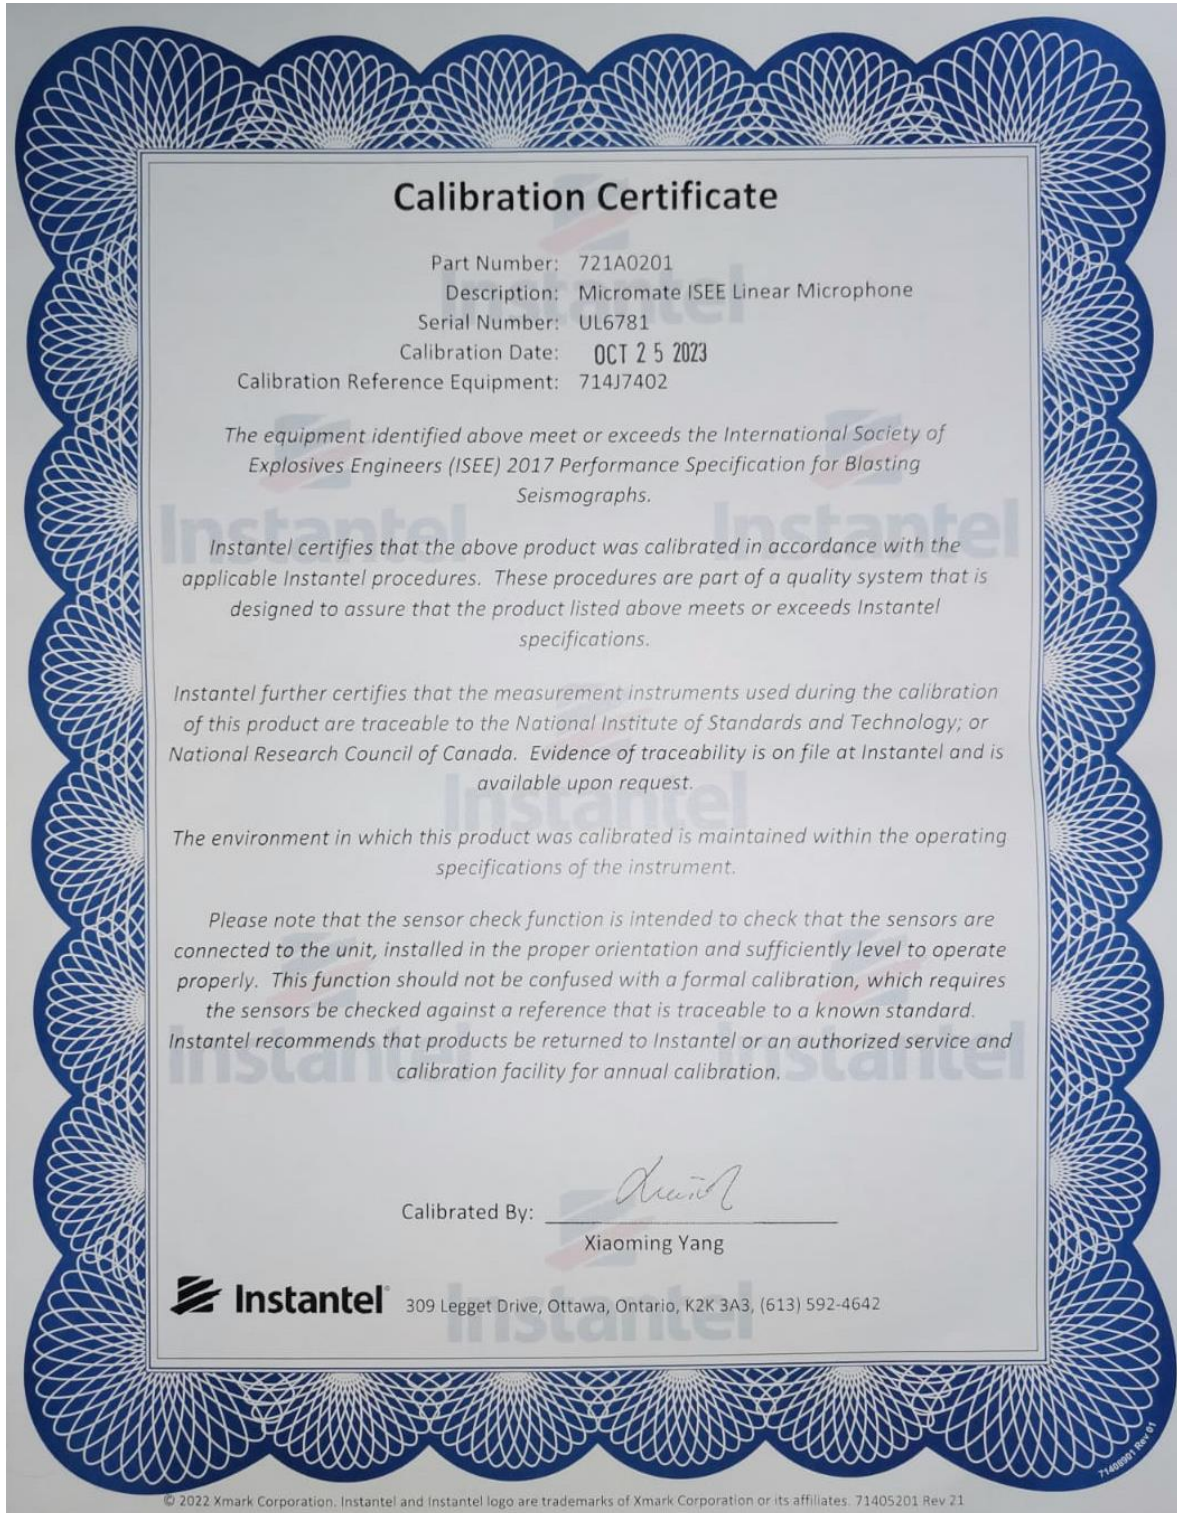 Calibration Certificate
Part Number: 721A0201
Description: Micromate ISEE Linear Microphone
Serial Number: UL6781
Calibration Date: OCT 25 2023
Calibration Reference Equipment: 714J7402
The equipment identified above meet or exceeds the International Society of
Explosives Engineers (ISEE) 2017 Performance Specification for Blasting
Seismographs.
Instantel certifies that the above product was calibrated in accordance with the
applicable Instantel procedures. These procedures are part of a quality system that is
designed to assure that the product listed above meets or exceeds Instantel
specifications.
Instantel further certifies that the measurement instruments used during the calibration
of this product are traceable to the National Institute of Standards and Technology; or
National Research Council of Canada. Evidence of traceability is on file at Instantel and is
available upon request.
The environment in which this product was calibrated is maintained within the operating
specifications of the instrument.
Please note that the sensor check function is intended to check that the sensors are
connected to the unit, installed in the proper orientation and sufficiently level to operate
properly. This function should not be confused with a formal calibration, which requires
the sensors be checked against a reference that is traceable to a known standard.
Instantel recommends that products be returned to Instantel or an authorized service and
calibration facility for annual calibration.
Calibrated By:
Xiaoming Yang
Instantel® 309 Legget Drive, Ottawa, Ontario, K2K 3A3, (613) 592-4642
71408901 Rev 01
© 2022 Xmark Corporation. Instantel and Instantel logo are trademarks of Xmark Corporation or its affiliates. 71405201 Rev 21